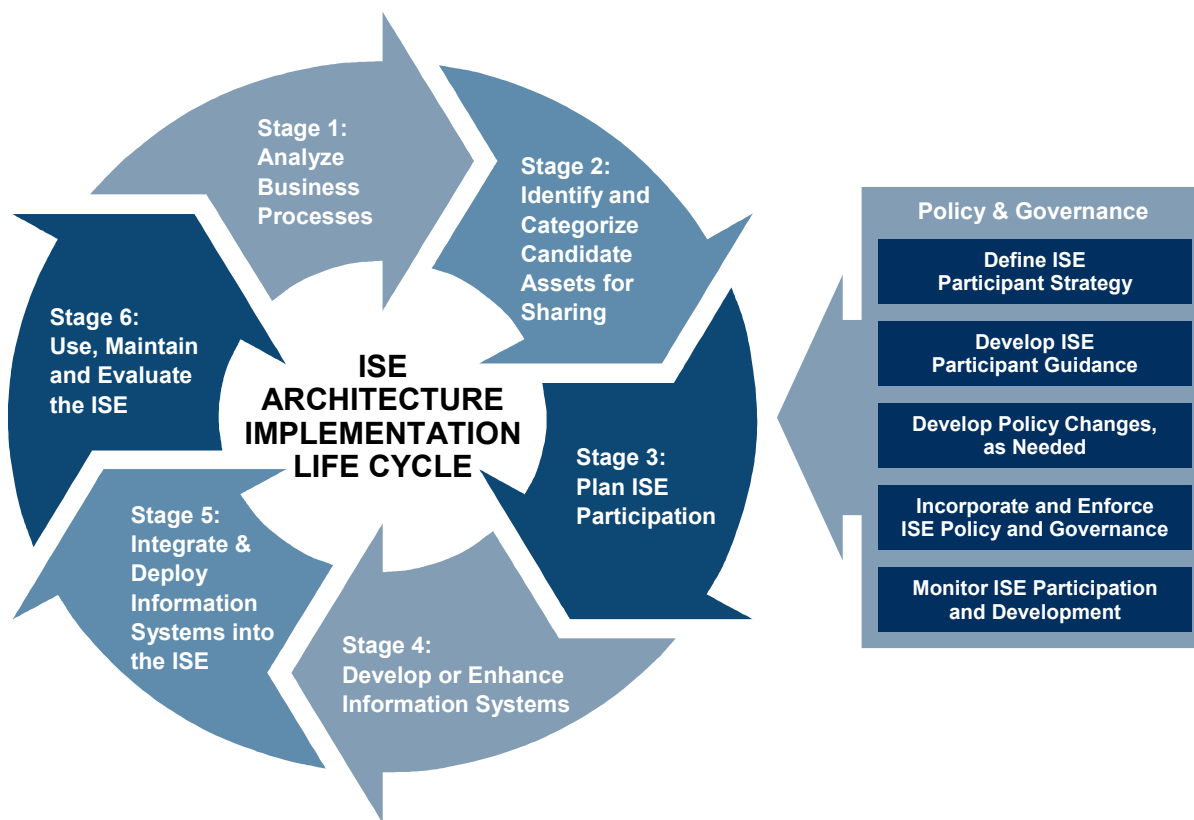 Stage 1:
Analyze
Business
Processes
Stage 2:
Identify and
Categorize
Candidate
Assets for
Sharing
Stage 3:
Plan ISE
Participation
Stage 4:
Develop or Enhance
Information Systems
Stage 5:
Integrate &
Deploy
Information
Systems into
the ISE
Stage 6:
Use, Maintain
and Evaluate
the ISE
ISE
ARCHITECTURE
IMPLEMENTATION
LIFE CYCLE
Policy & Governance
Define ISE
Participant Strategy
Develop ISE
Participant Guidance
Develop Policy Changes,
as Needed
Incorporate and Enforce
ISE Policy and Governance
Monitor ISE Participation
and Development